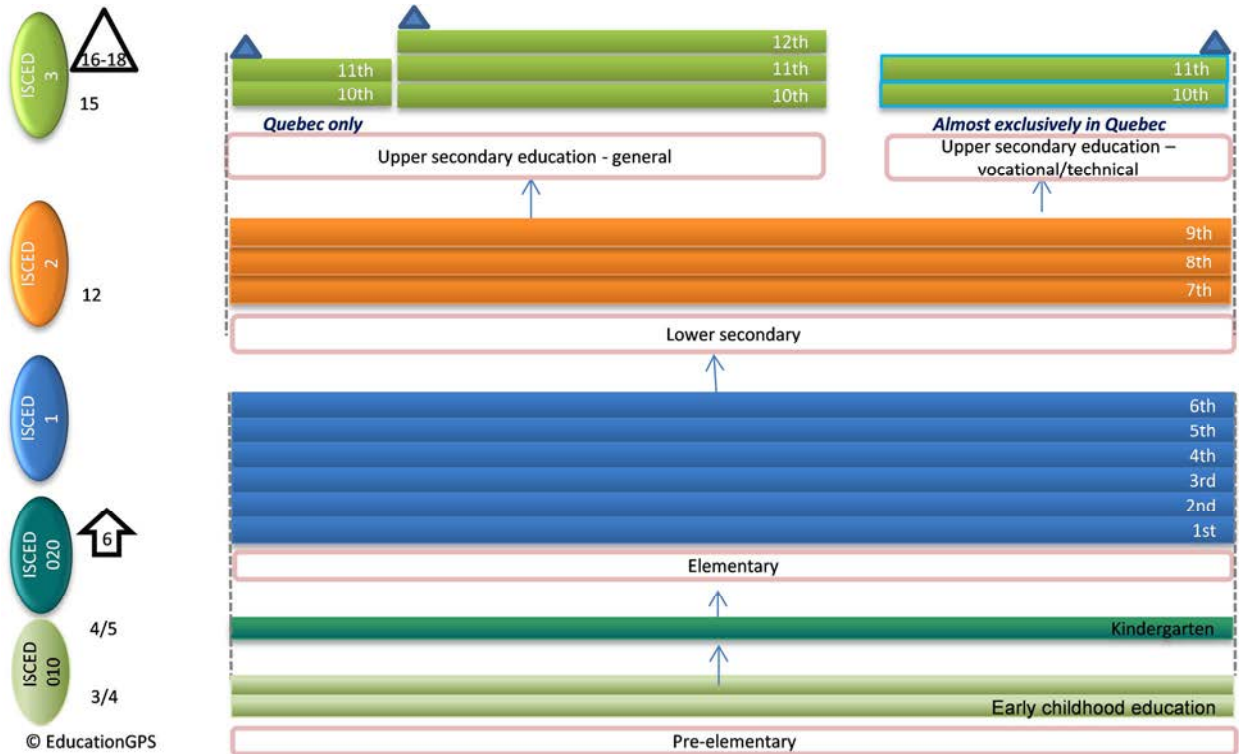 ISCED
3
16-18
15
12th
11th
11th
11th
10th
10th
10th
Quebec only
Almost exclusively in Quebec
Upper secondary education - general
Upper secondary education –
vocational/technical
ISCED
2
12
9th
8th
7th
Lower secondary
ISCED
1
6th
5th
4th
3rd
2nd
1st
ISCED
020
6
Elementary
4/5
Kindergarten
ISCED
010
3/4
Early childhood education
© EducationGPS
Pre-elementary